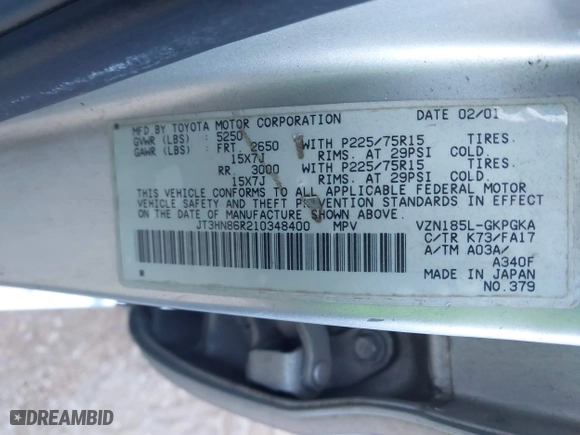 MFD BY TOYOTA MOTOR CORPORATION DATE 02/01
GVWR (LBS) : 5250
GAWR (LBS) : FRT 2650 WITH P225/75R15 TIRES.
15X7J RIMS. AT 29PSI COLD.
RR 3000 WITH P225/75R15 TIRES.
15X7J RIMS. AT 29PSI COLD.
THIS VEHICLE CONFORMS TO ALL APPLICABLE FEDERAL MOTOR
VEHICLE SAFETY AND THEFT PREVENTION STANDARDS IN EFFECT
ON THE DATE OF MANUFACTURE SHOWN ABOVE.
JT3HN86R210348400 MPV VZN185L-GKPGKA
C/TR K73/FA17
A/TM A03A/
A340F
MADE IN JAPAN
NO.379
DREAMBID